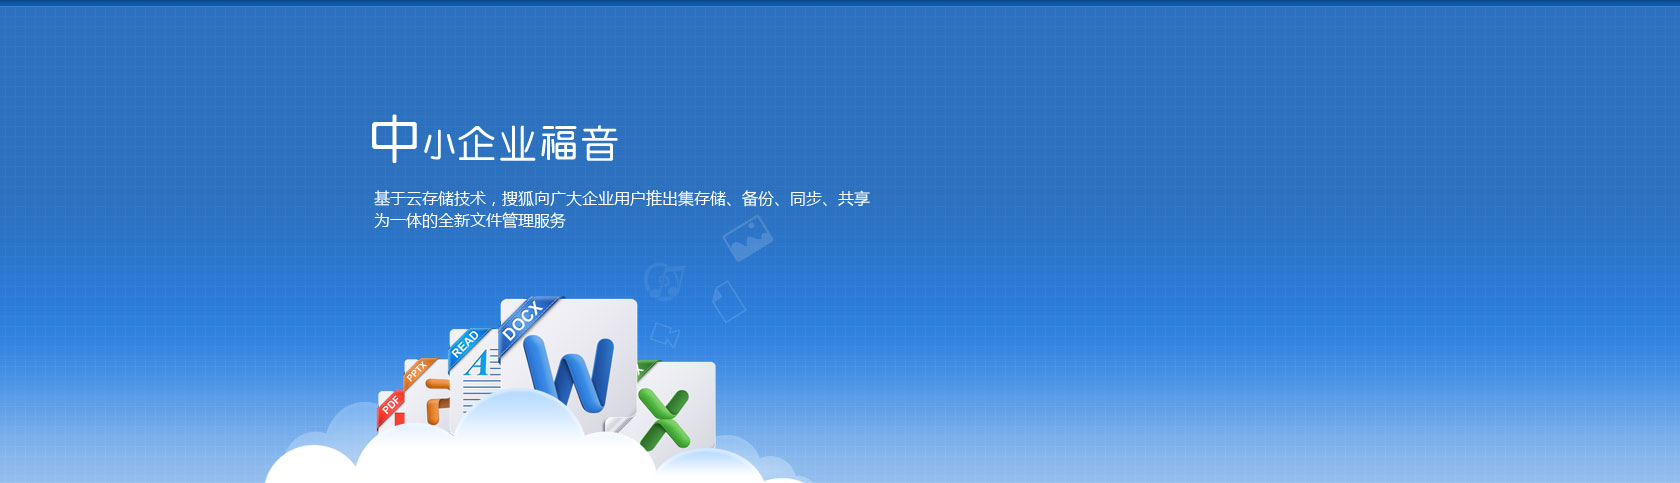 中小企业福音
基于云存储技术，搜狐向广大企业用户推出集存储、备份、同步、共享
为一体的全新文件管理服务
DOCX
READ
A
W
PPTX
P
PDF
X
X